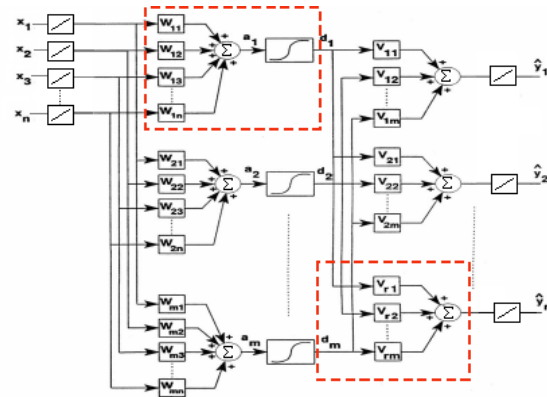 x1 W11 a1 d1 V11
x2 W12 Σ V12 Σ ŷ1
x3 W13
xn W1n V1m
W21 V21
W22 Σ a2 d2 V22 Σ ŷ2
W23
W2n V2m
Wm1 Vr1
Wm2 Vr2 Σ ŷr
Wm3 Σ am dm Vrm
Wmn